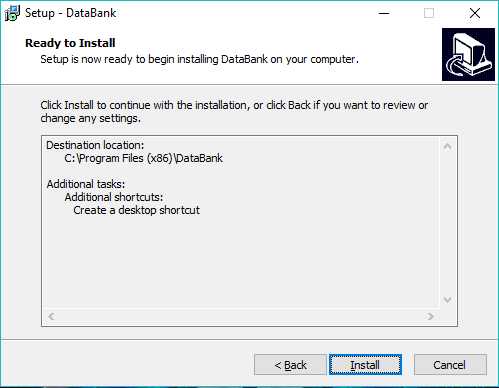 Setup - DataBank
Ready to Install
Setup is now ready to begin installing DataBank on your computer.
Click Install to continue with the installation, or click Back if you want to review or
change any settings.
Destination location:
C:\Program Files (x86)\DataBank
Additional tasks:
Additional shortcuts:
Create a desktop shortcut
< Back
Install
Cancel